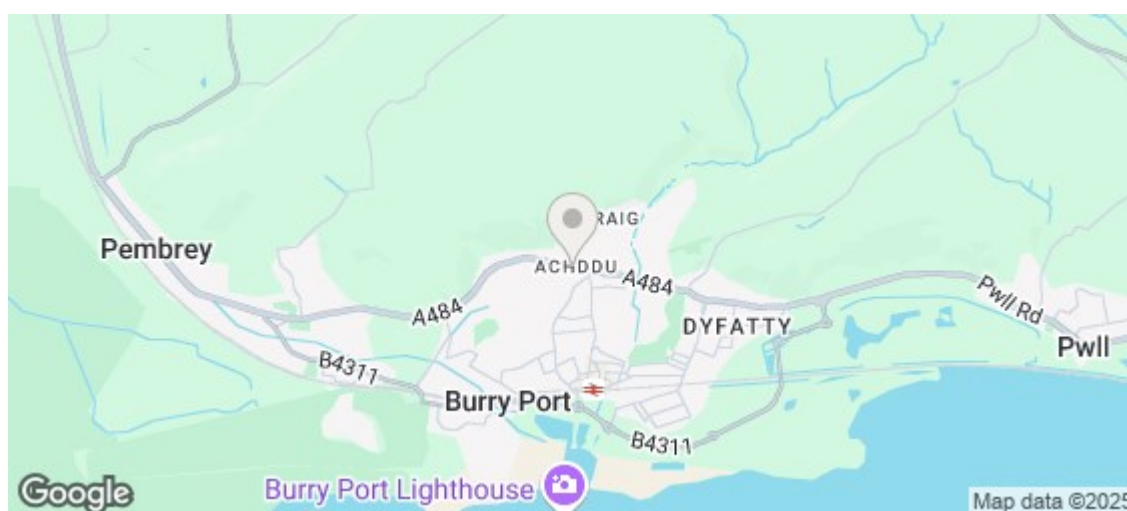 RAIG
Pembrey
ACHDDU
A484
A484
Pwll Rd
DYFATTY
Pwll
B4311
Burry Port
B4311
Burry Port Lighthouse
Google
Map data ©2025